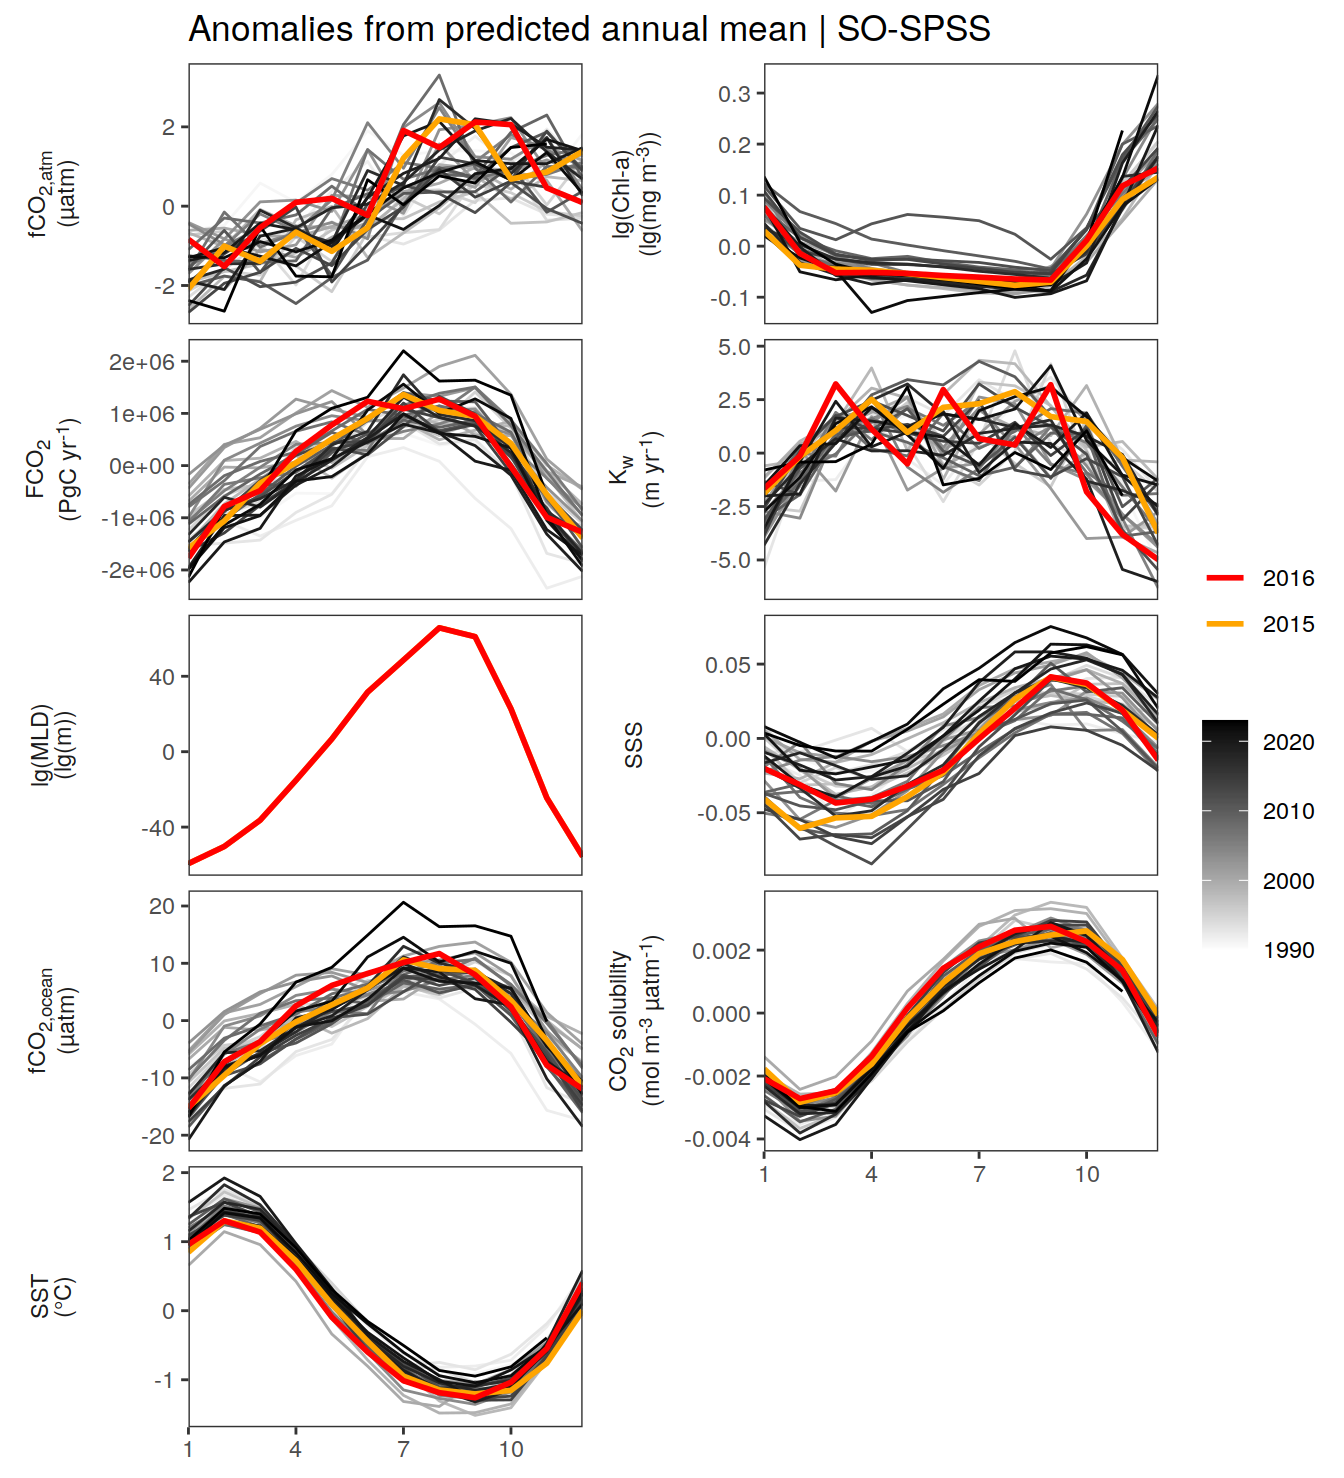 Anomalies from predicted annual mean | SO-SPSS
fCO2,atm
(µatm)
2
0
-2
lg(Chl-a)
(lg(mg m-3))
0.3
0.2
0.1
0.0
-0.1
FCO2
(PgC yr-1)
2e+06
1e+06
0e+00
-1e+06
-2e+06
Kw
(m yr-1)
5.0
2.5
0.0
-2.5
-5.0
lg(MLD)
(lg(m))
40
0
-40
SSS
0.05
0.00
-0.05
fCO2,ocean
(µatm)
20
10
0
-10
-20
CO2 solubility
(mol m-3 µatm-1)
0.002
0.000
-0.002
-0.004
1 4 7 10
SST
(°C)
2
1
0
-1
1 4 7 10
2016
2015
2020
2010
2000
1990